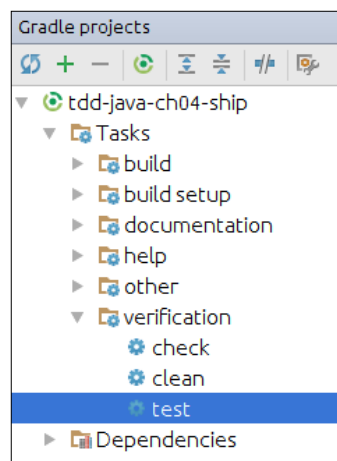 Gradle projects
tdd-java-ch04-ship
Tasks
build
build setup
documentation
help
other
verification
check
clean
test
Dependencies